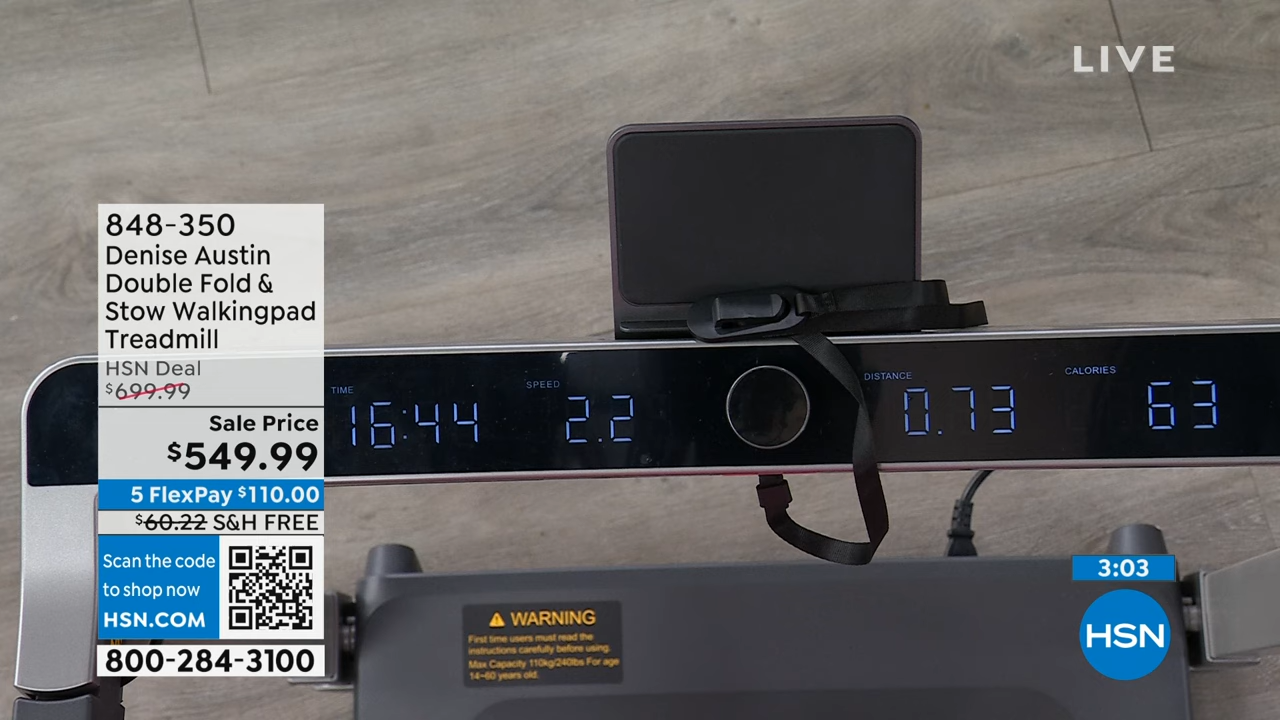 LIVE
848-350
Denise Austin
Double Fold &
Stow Walkingpad
Treadmill
HSN Deal
$699.99
Sale Price
$549.99
5 FlexPay $110.00
$60.22 S&H FREE
Scan the code
to shop now
HSN.COM
800-284-3100
TIME
16:44
SPEED
2.2
DISTANCE
0.73
CALORIES
63
WARNING
First time users must read the
instructions carefully before using.
Max Capacity 110kg/240lbs For age
14~60 years old.
3:03
HSN